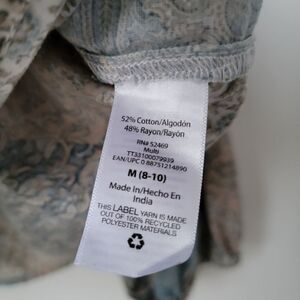 52% Cotton/Algodón
48% Rayon/Rayón
RN# 52469
Multi
TT33100079939
EAN/UPC 0 88751214890
M (8-10)
Made In/Hecho En
India
THIS LABEL YARN IS MADE
OUT OF 100% RECYCLED
POLYESTER MATERIALS